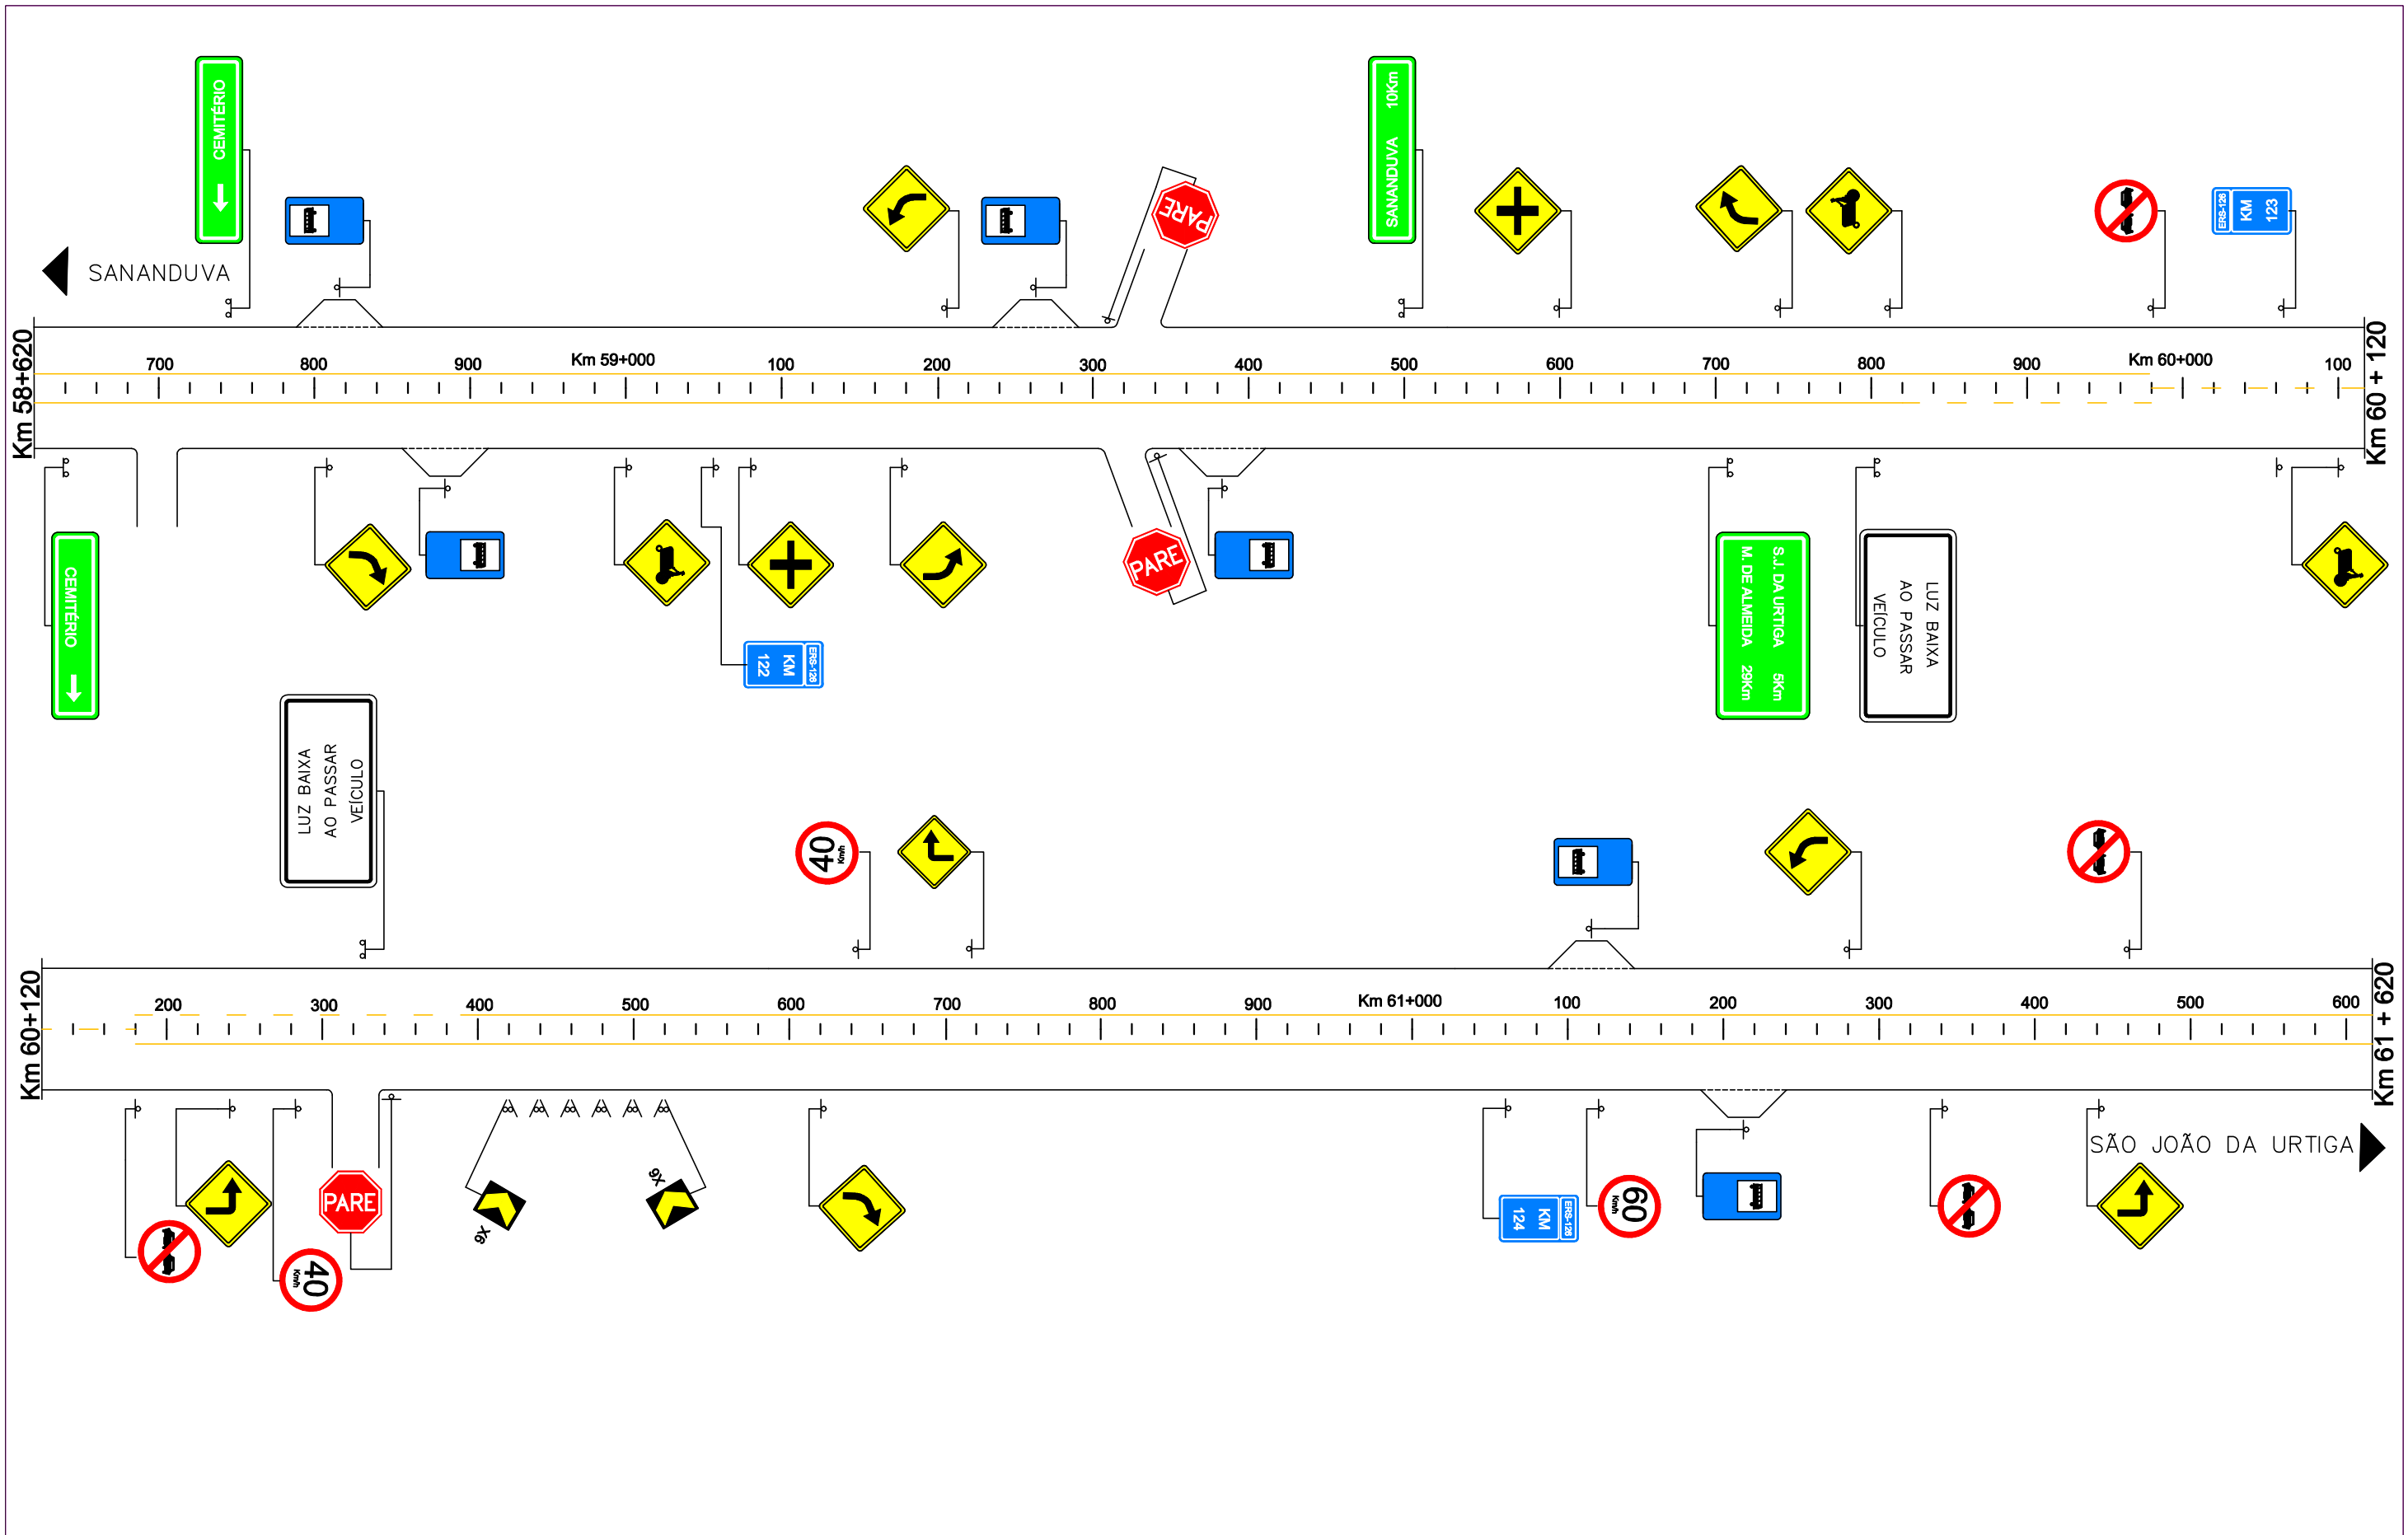 CEMITÉRIO
SANANDUVA 10Km
PARE
ERS-126
KM
123
SANANDUVA
Km 58+620
700
800
900
Km 59+000
100
200
300
400
500
600
700
800
900
Km 60+000
100
Km 60 + 120
CEMITÉRIO
ERS-126
KM
122
PARE
S.J. DA URTIGA 5Km
M. DE ALMEIDA 29Km
LUZ BAIXA
AO PASSAR
VEÍCULO
LUZ BAIXA
AO PASSAR
VEÍCULO
40
Km/h
Km 60+120
200
300
400
500
600
700
800
900
Km 61+000
100
200
300
400
500
600
Km 61 + 620
SÃO JOÃO DA URTIGA
40
Km/h
PARE
X6
6X
ERS-126
KM
124
60
Km/h